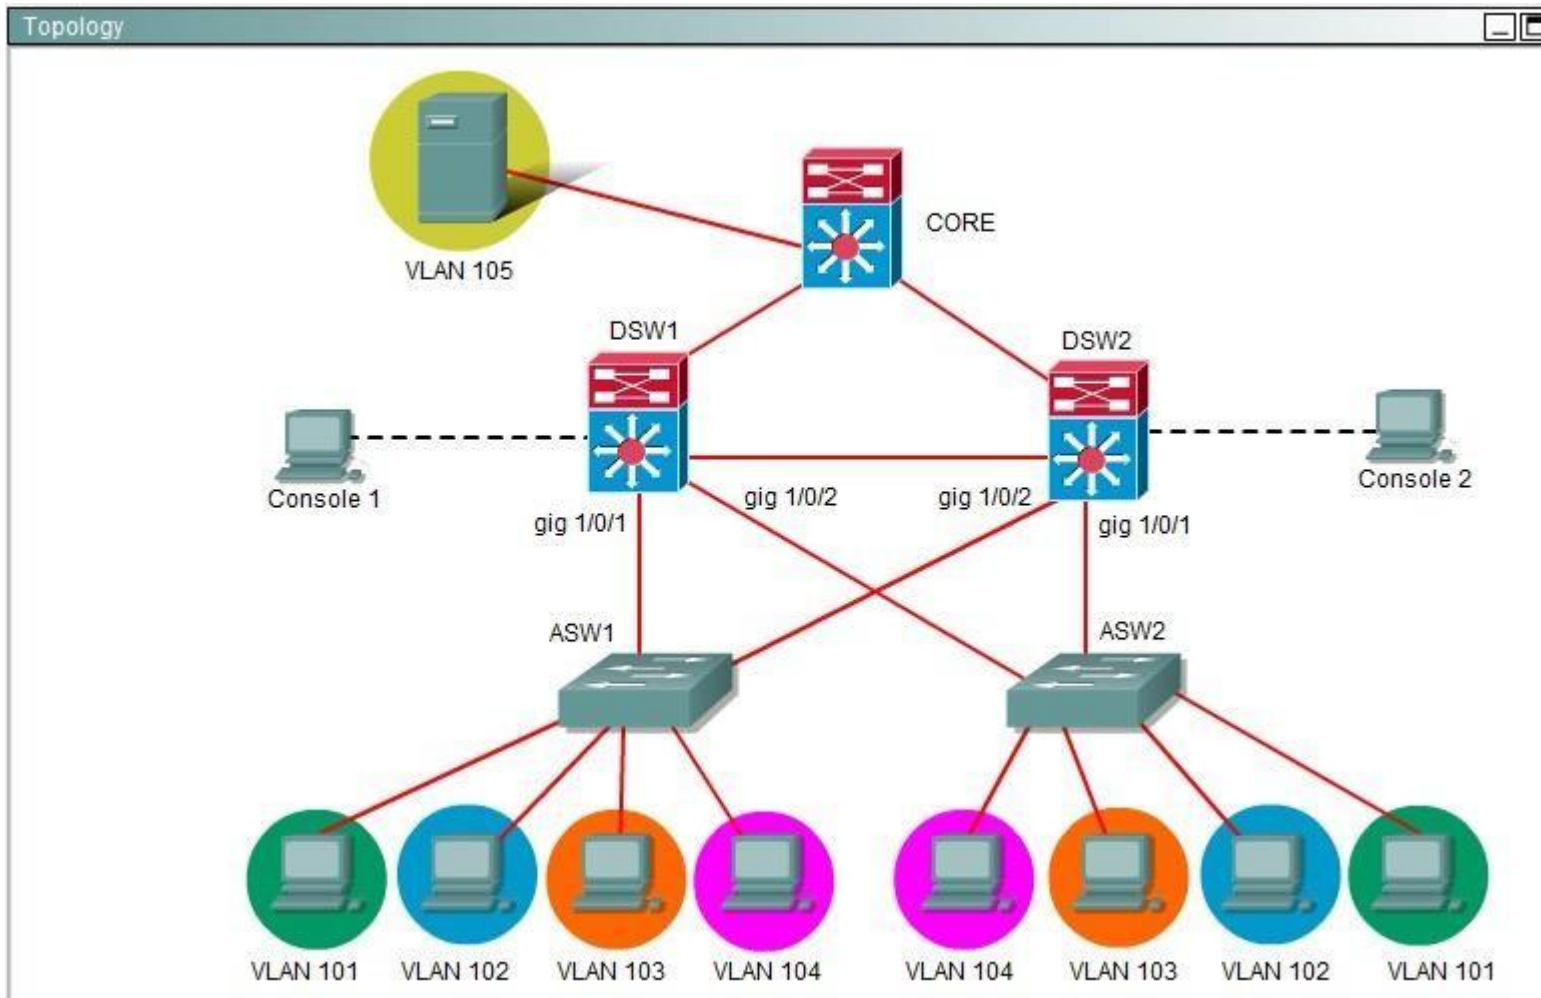 Topology
CORE
VLAN 105
DSW1
DSW2
Console 1
Console 2
gig 1/0/1
gig 1/0/2
gig 1/0/2
gig 1/0/1
ASW1
ASW2
VLAN 101
VLAN 102
VLAN 103
VLAN 104
VLAN 104
VLAN 103
VLAN 102
VLAN 101